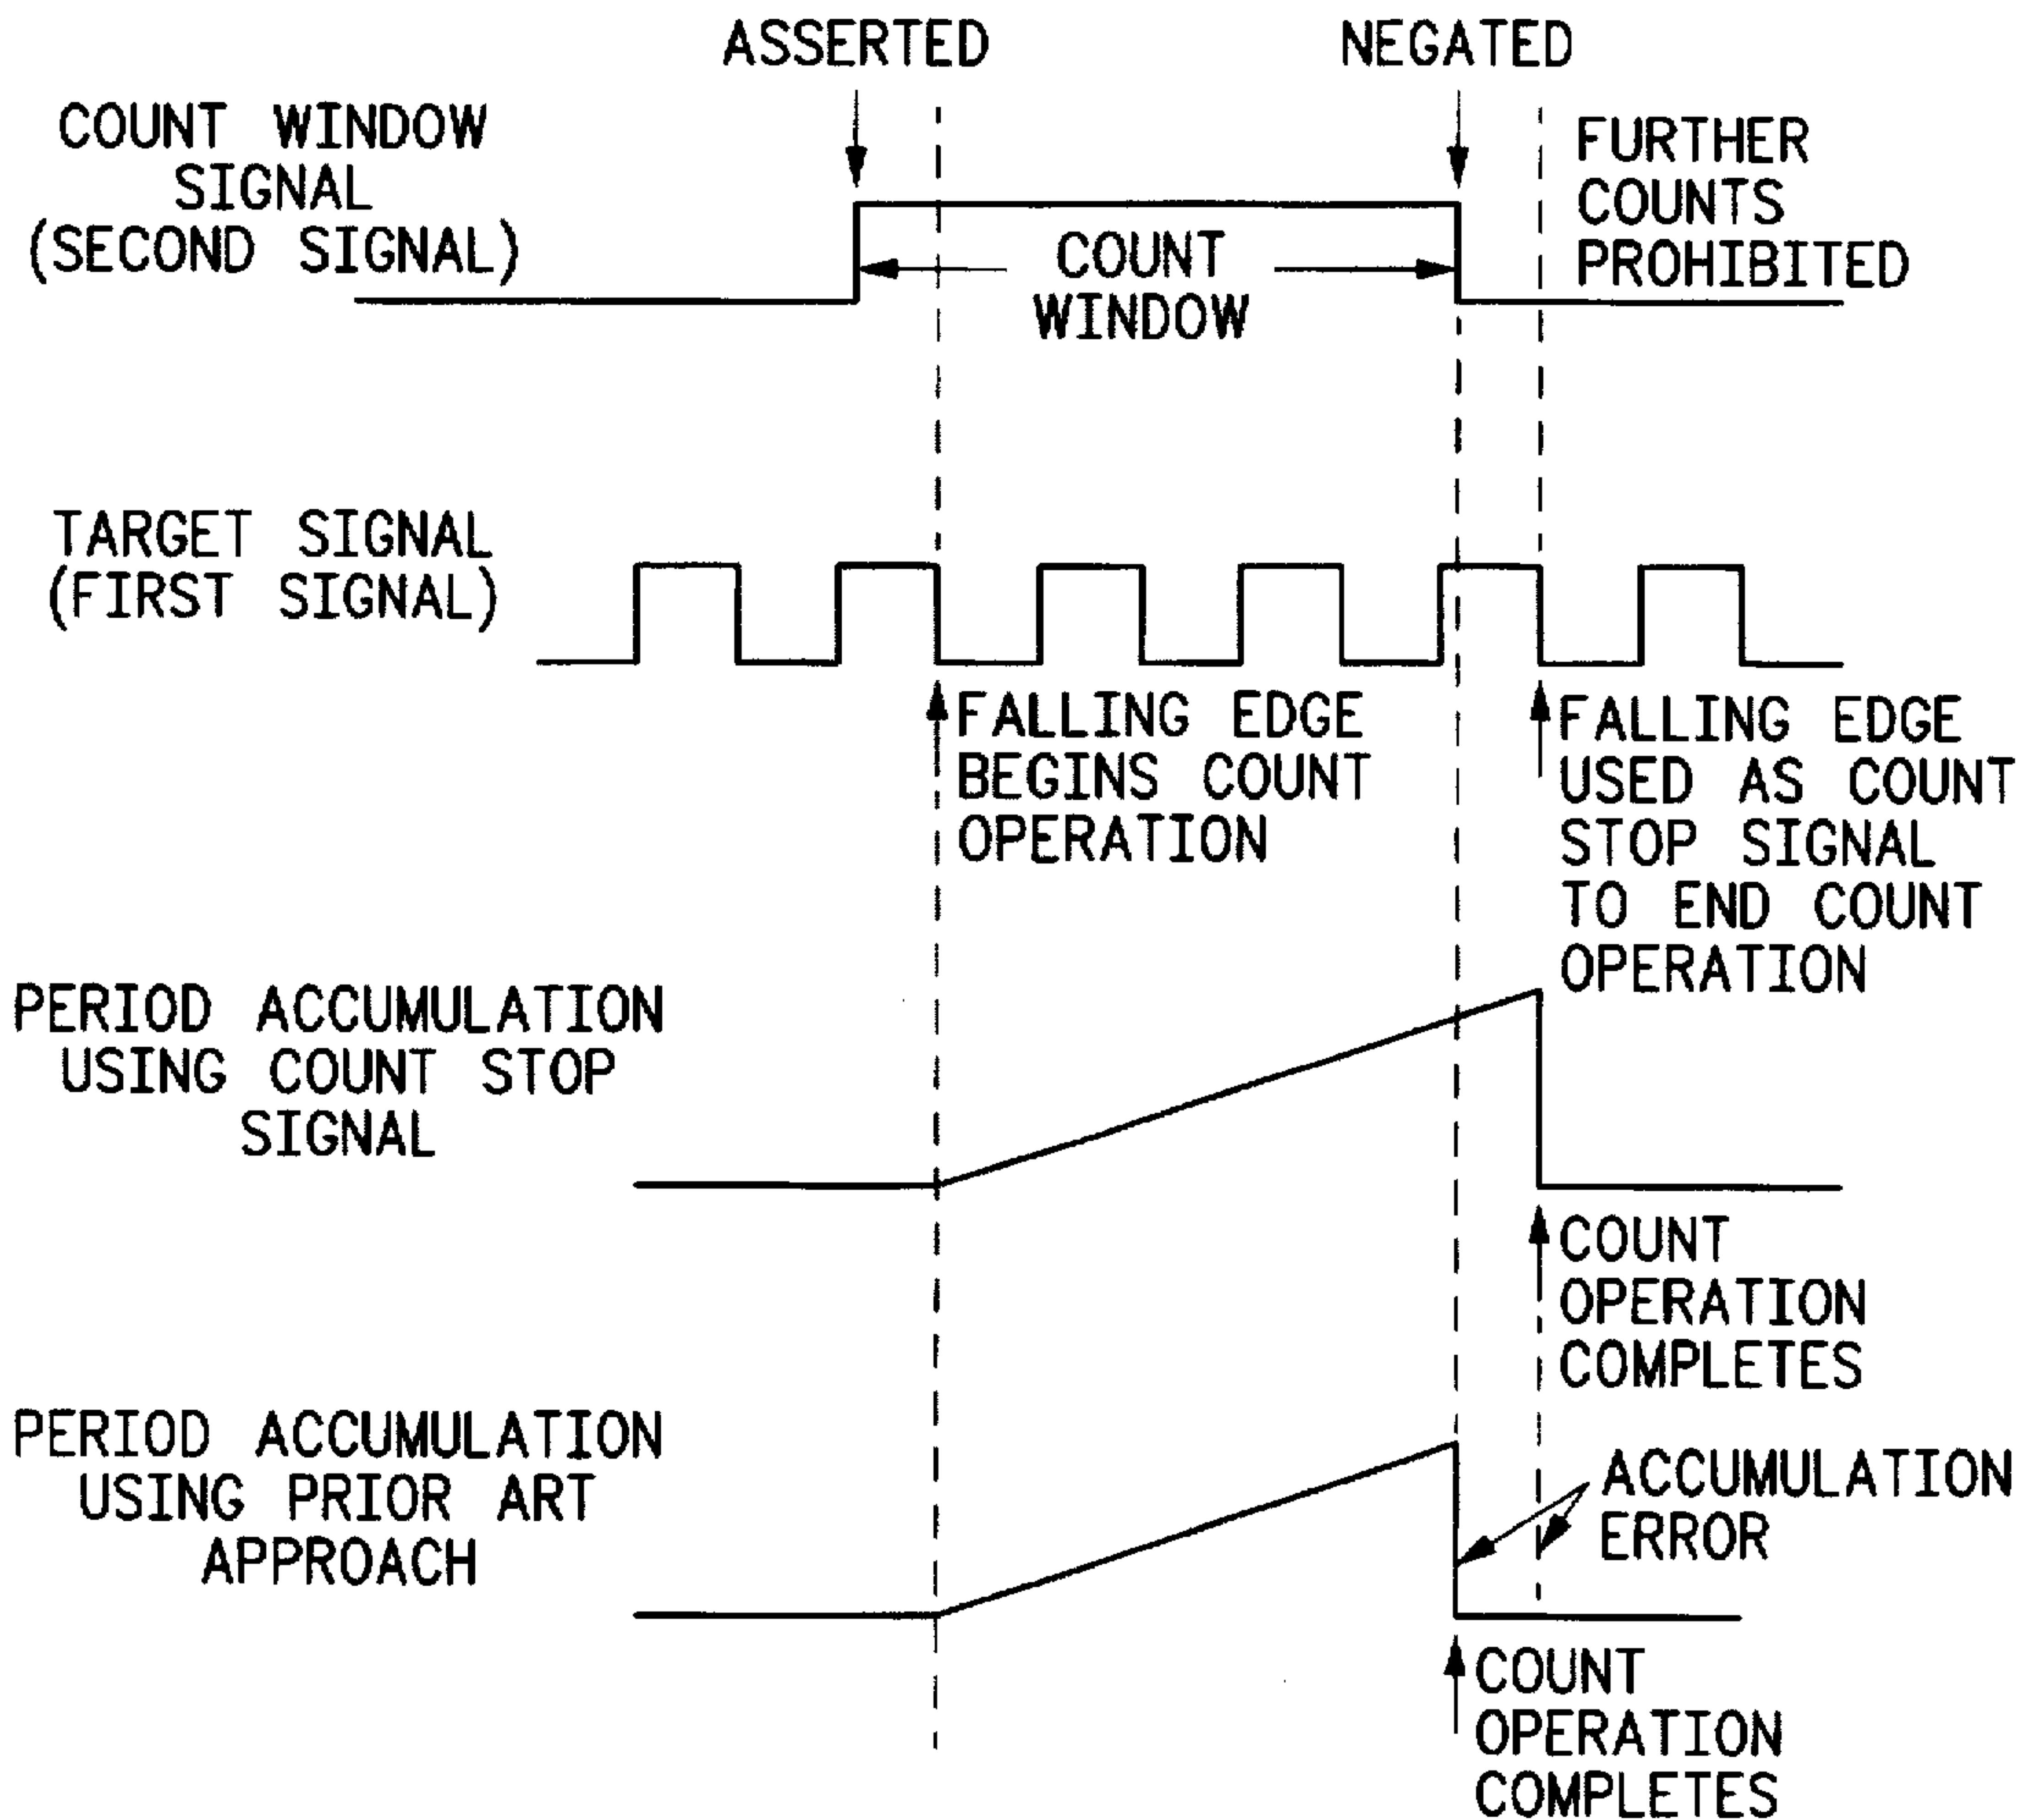 ASSERTED
NEGATED
COUNT WINDOW
SIGNAL
(SECOND SIGNAL)
COUNT
WINDOW
FURTHER
COUNTS
PROHIBITED
TARGET SIGNAL
(FIRST SIGNAL)
FALLING EDGE
BEGINS COUNT
OPERATION
FALLING EDGE
USED AS COUNT
STOP SIGNAL
TO END COUNT
OPERATION
PERIOD ACCUMULATION
USING COUNT STOP
SIGNAL
COUNT
OPERATION
COMPLETES
PERIOD ACCUMULATION
USING PRIOR ART
APPROACH
ACCUMULATION
ERROR
COUNT
OPERATION
COMPLETES